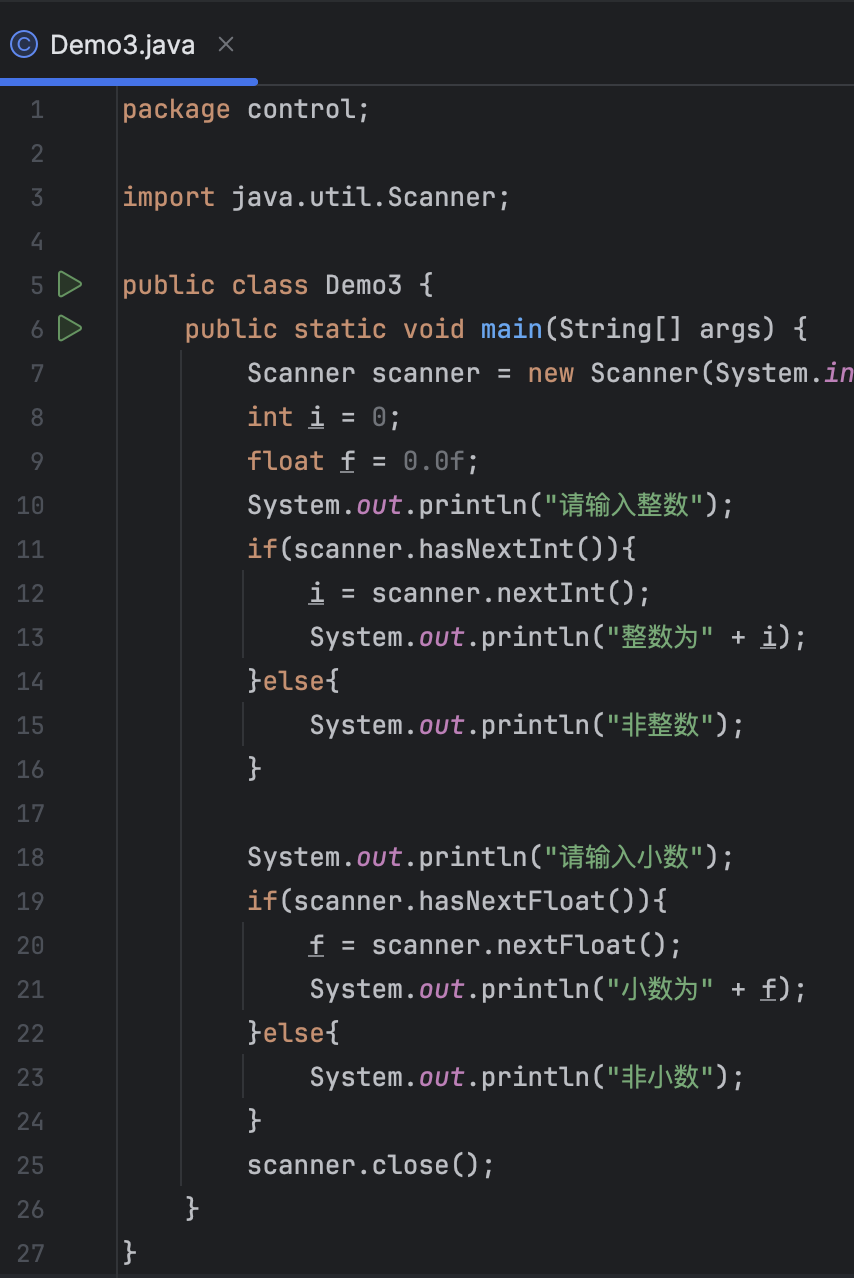 Demo3.java
1 package control;
2
3 import java.util.Scanner;
4
5 public class Demo3 {
6 public static void main(String[] args) {
7 Scanner scanner = new Scanner(System.in
8 int i = 0;
9 float f = 0.0f;
10 System.out.println("请输入整数");
11 if(scanner.hasNextInt()){
12 i = scanner.nextInt();
13 System.out.println("整数为" + i);
14 }else{
15 System.out.println("非整数");
16 }
17
18 System.out.println("请输入小数");
19 if(scanner.hasNextFloat()){
20 f = scanner.nextFloat();
21 System.out.println("小数为" + f);
22 }else{
23 System.out.println("非小数");
24 }
25 scanner.close();
26 }
27 }